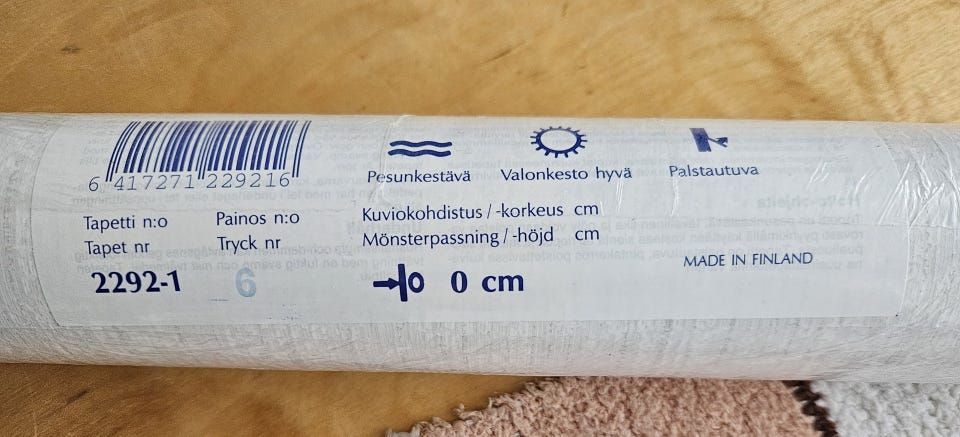 6 417271 229216
Pesunkestävä
Valonkesto hyvä
Palstautuva
Tapetti n:o
Tapet nr
2292-1
Painos n:o
Tryck nr
6
Kuviokohdistus / -korkeus cm
Mönsterpassning / -höjd cm
0 cm
MADE IN FINLAND